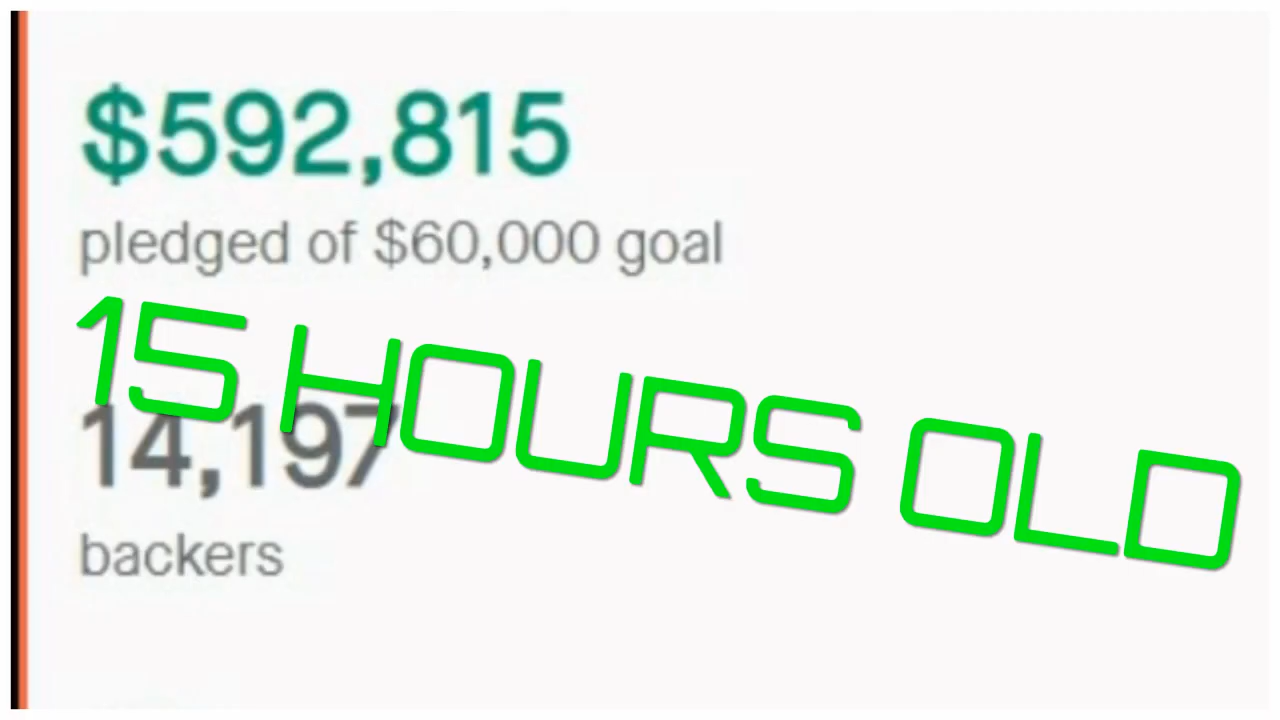 $592,815
pledged of $60,000 goal
15 HOURS OLD
14,197
backers